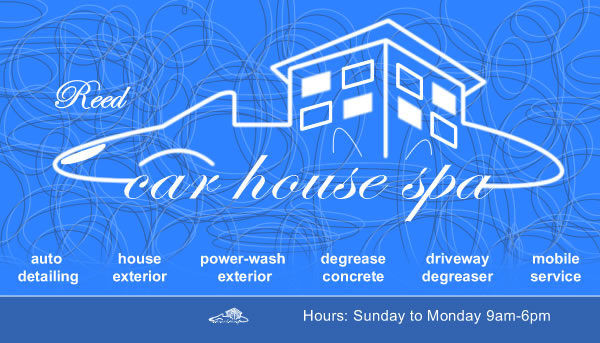 Reed
car house spa
auto detailing
house exterior
power-wash exterior
degrease concrete
driveway degreaser
mobile service
Hours: Sunday to Monday 9am-6pm